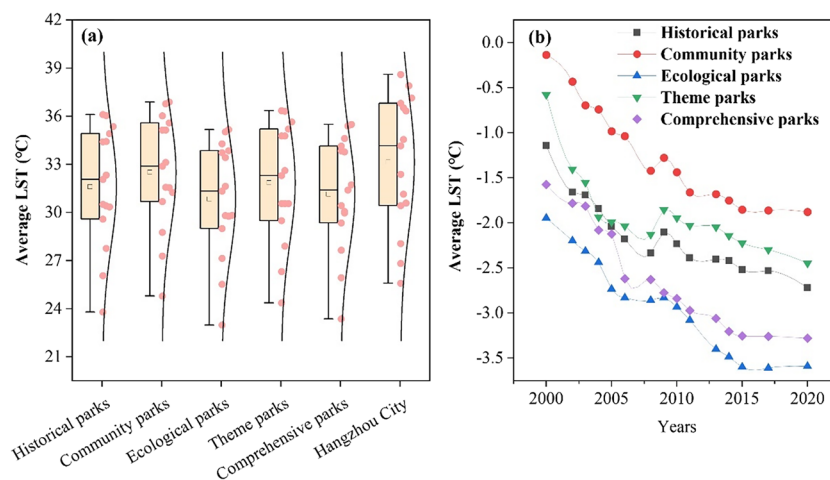 (a)
Average LST (°C)
42
39
36
33
30
27
24
21
Historical parks
Community parks
Ecological parks
Theme parks
Comprehensive parks
Hangzhou City
(b)
Historical parks
Community parks
Ecological parks
Theme parks
Comprehensive parks
Average LST (°C)
0.0
-0.5
-1.0
-1.5
-2.0
-2.5
-3.0
-3.5
2000
2005
2010
2015
2020
Years